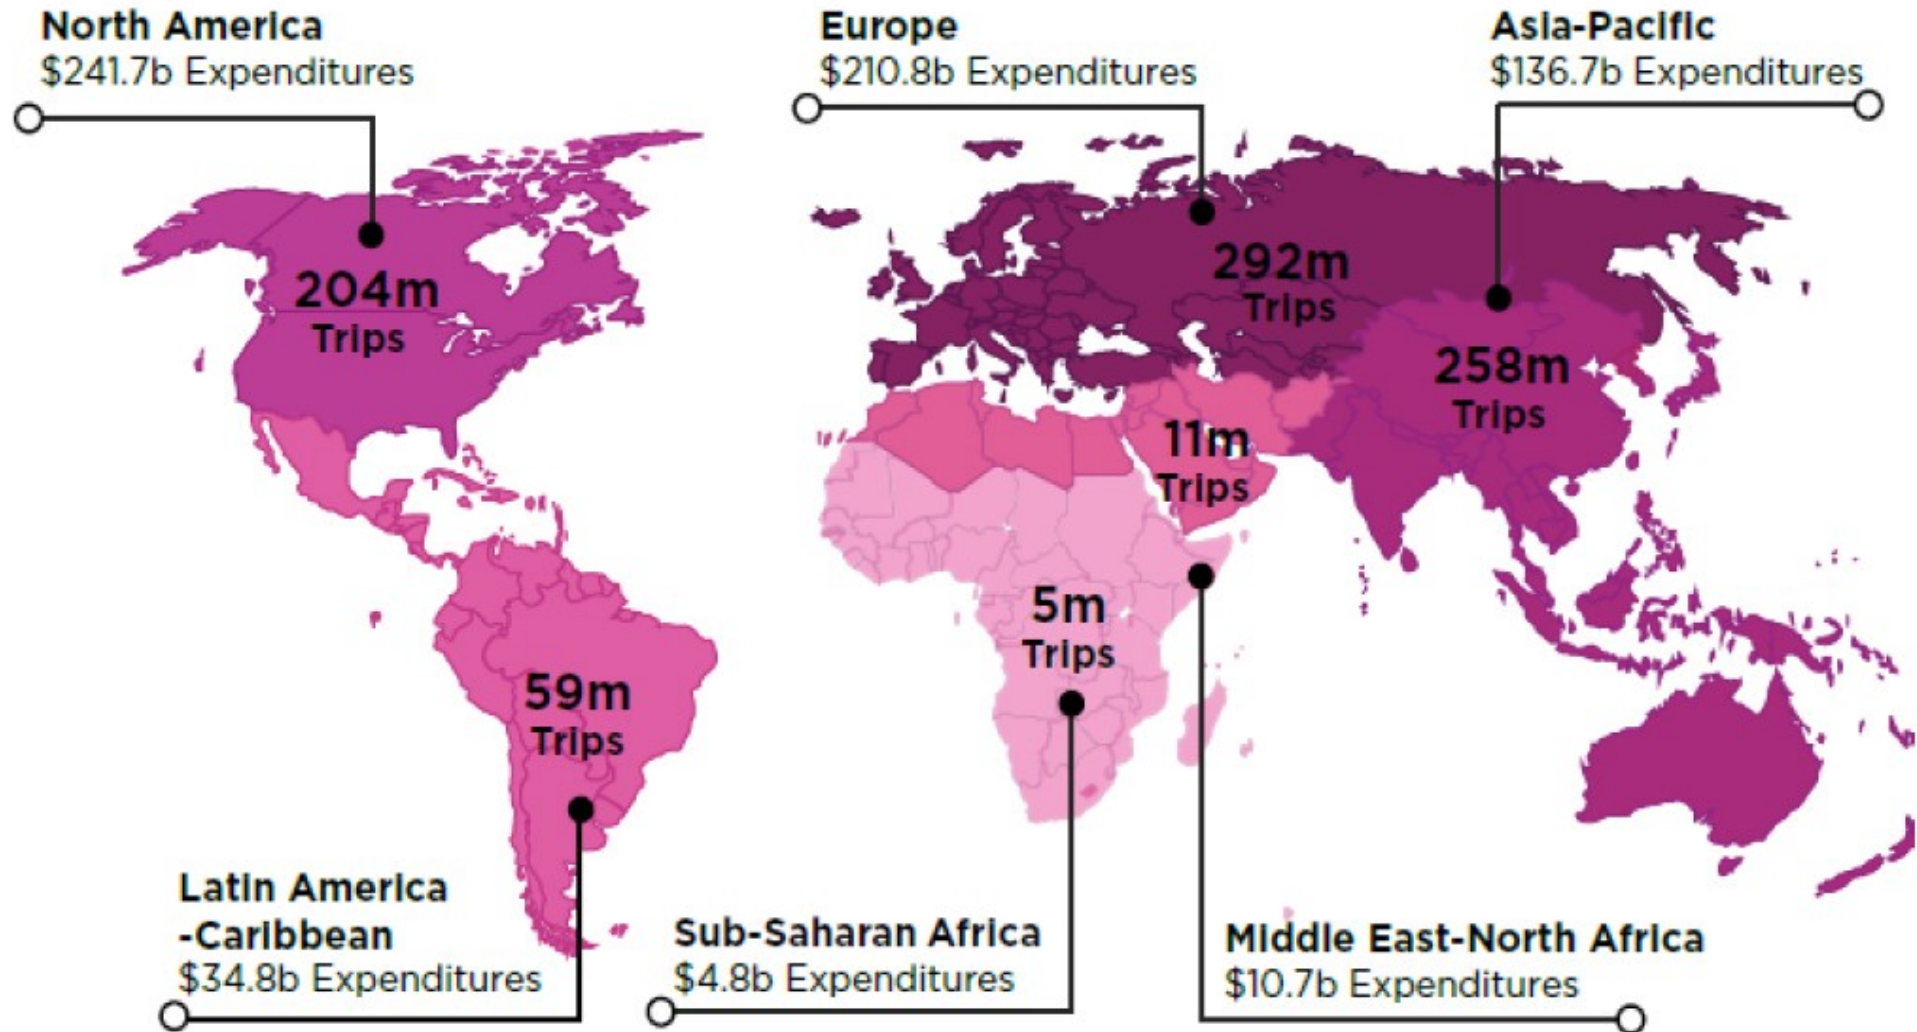 North America
$241.7b Expenditures
Europe
$210.8b Expenditures
Asia-Pacific
$136.7b Expenditures
204m
Trips
292m
Trips
258m
Trips
11m
Trips
5m
Trips
59m
Trips
Latin America
-Caribbean
$34.8b Expenditures
Sub-Saharan Africa
$4.8b Expenditures
Middle East-North Africa
$10.7b Expenditures